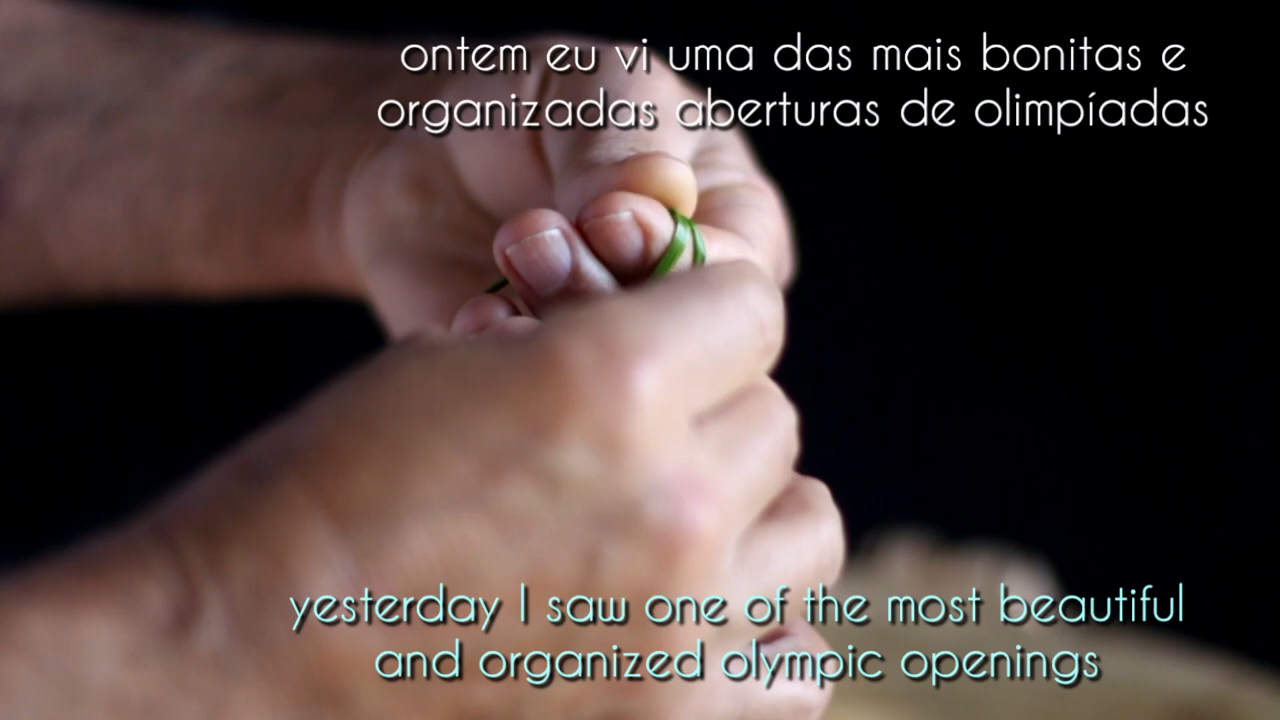 ontem eu vi uma das mais bonitas e
organizadas aberturas de olimpíadas
yesterday I saw one of the most beautiful
and organized olympic openings